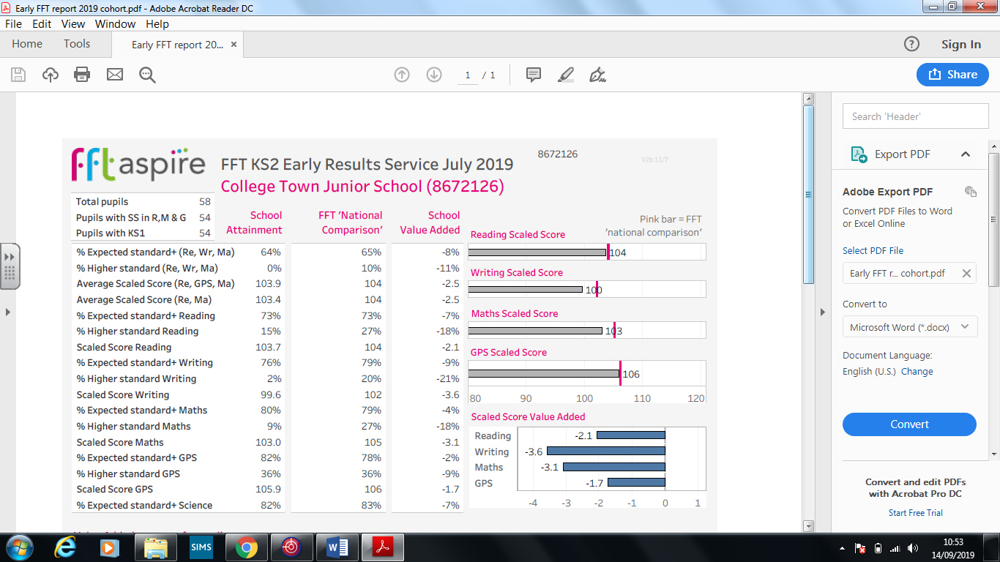 Early FFT report 2019 cohort.pdf - Adobe Acrobat Reader DC
File Edit View Window Help
Home Tools Early FFT report 20... × ? Sign In
1 / 1 Share
Search 'Header'
Export PDF
Adobe Export PDF
Convert PDF Files to Word
or Excel Online
Select PDF File
Early FFT r... cohort.pdf
Convert to
Microsoft Word (*.docx)
Document Language:
English (U.S.) Change
Convert
Convert and edit PDFs
with Acrobat Pro DC
Start Free Trial
fft aspire
FFT KS2 Early Results Service July 2019
8672126
V2b 11/7
College Town Junior School (8672126)
Total pupils 58
Pupils with SS in R,M & G 54
Pupils with KS1 54
School Attainment
FFT 'National Comparison'
School Value Added
% Expected standard+ (Re, Wr, Ma) 64% 65% -8%
% Higher standard (Re, Wr, Ma) 0% 10% -11%
Average Scaled Score (Re, GPS, Ma) 103.9 104 -2.5
Average Scaled Score (Re, Ma) 103.4 104 -2.5
% Expected standard+ Reading 73% 73% -7%
% Higher standard Reading 15% 27% -18%
Scaled Score Reading 103.7 104 -2.1
% Expected standard+ Writing 76% 79% -9%
% Higher standard Writing 2% 20% -21%
Scaled Score Writing 99.6 102 -3.6
% Expected standard+ Maths 80% 79% -4%
% Higher standard Maths 9% 27% -18%
Scaled Score Maths 103.0 105 -3.1
% Expected standard+ GPS 82% 78% -2%
% Higher standard GPS 36% 36% -9%
Scaled Score GPS 105.9 106 -1.7
% Expected standard+ Science 82% 83% -7%
Pink bar = FFT
'national comparison'
Reading Scaled Score
104
Writing Scaled Score
100
Maths Scaled Score
103
GPS Scaled Score
106
80 90 100 110 120
Scaled Score Value Added
Reading -2.1
Writing -3.6
Maths -3.1
GPS -1.7
-4 -3 -2 -1 0 1
SIMS
10:53
14/09/2019